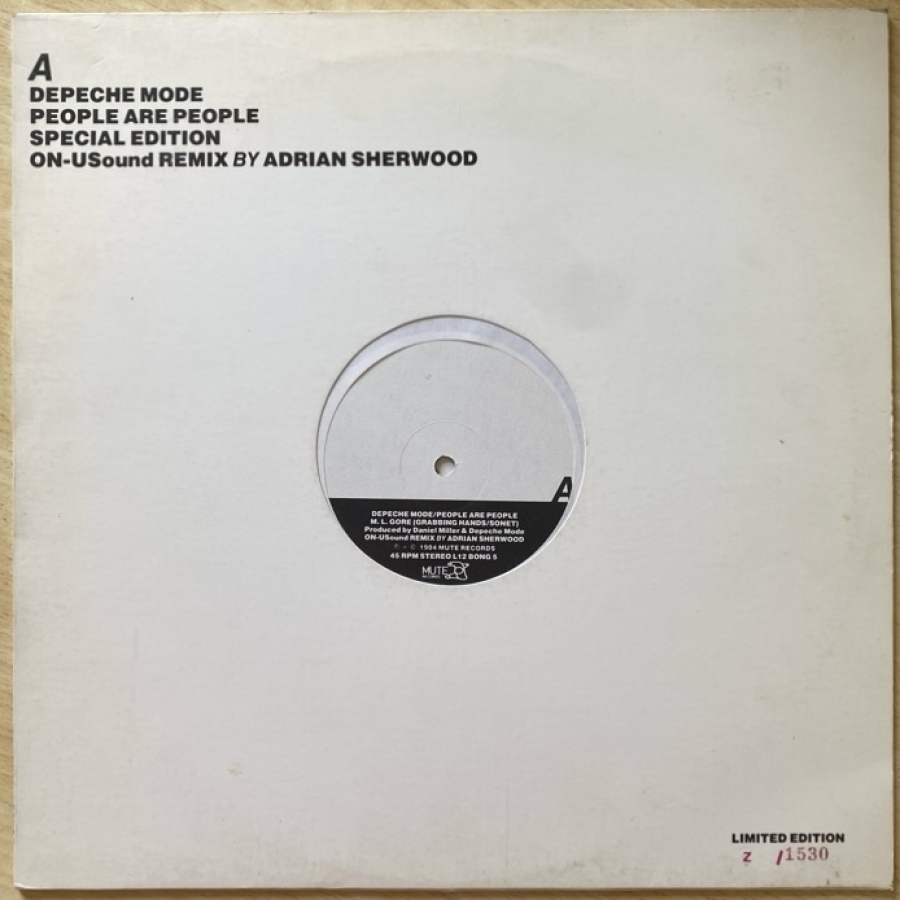 A
DEPECHE MODE
PEOPLE ARE PEOPLE
SPECIAL EDITION
ON-USound REMIX BY ADRIAN SHERWOOD
A
DEPECHE MODE/PEOPLE ARE PEOPLE
M. L. GORE (GRABBING HANDS/SONET)
Produced by Daniel Miller & Depeche Mode
ON-USound REMIX BY ADRIAN SHERWOOD
℗ + © 1984 MUTE RECORDS
45 RPM STEREO L12 BONG 5
MUTE
RECORDS
LIMITED EDITION
Z /1530